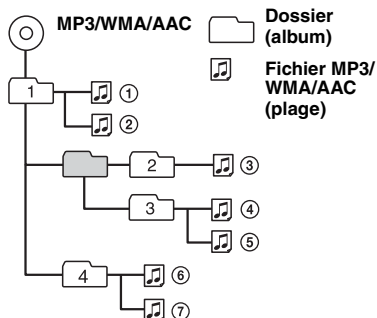 MP3/WMA/AAC
Dossier
(album)
Fichier MP3/
WMA/AAC
(plage)
1
①
②
2
③
3
④
⑤
4
⑥
⑦